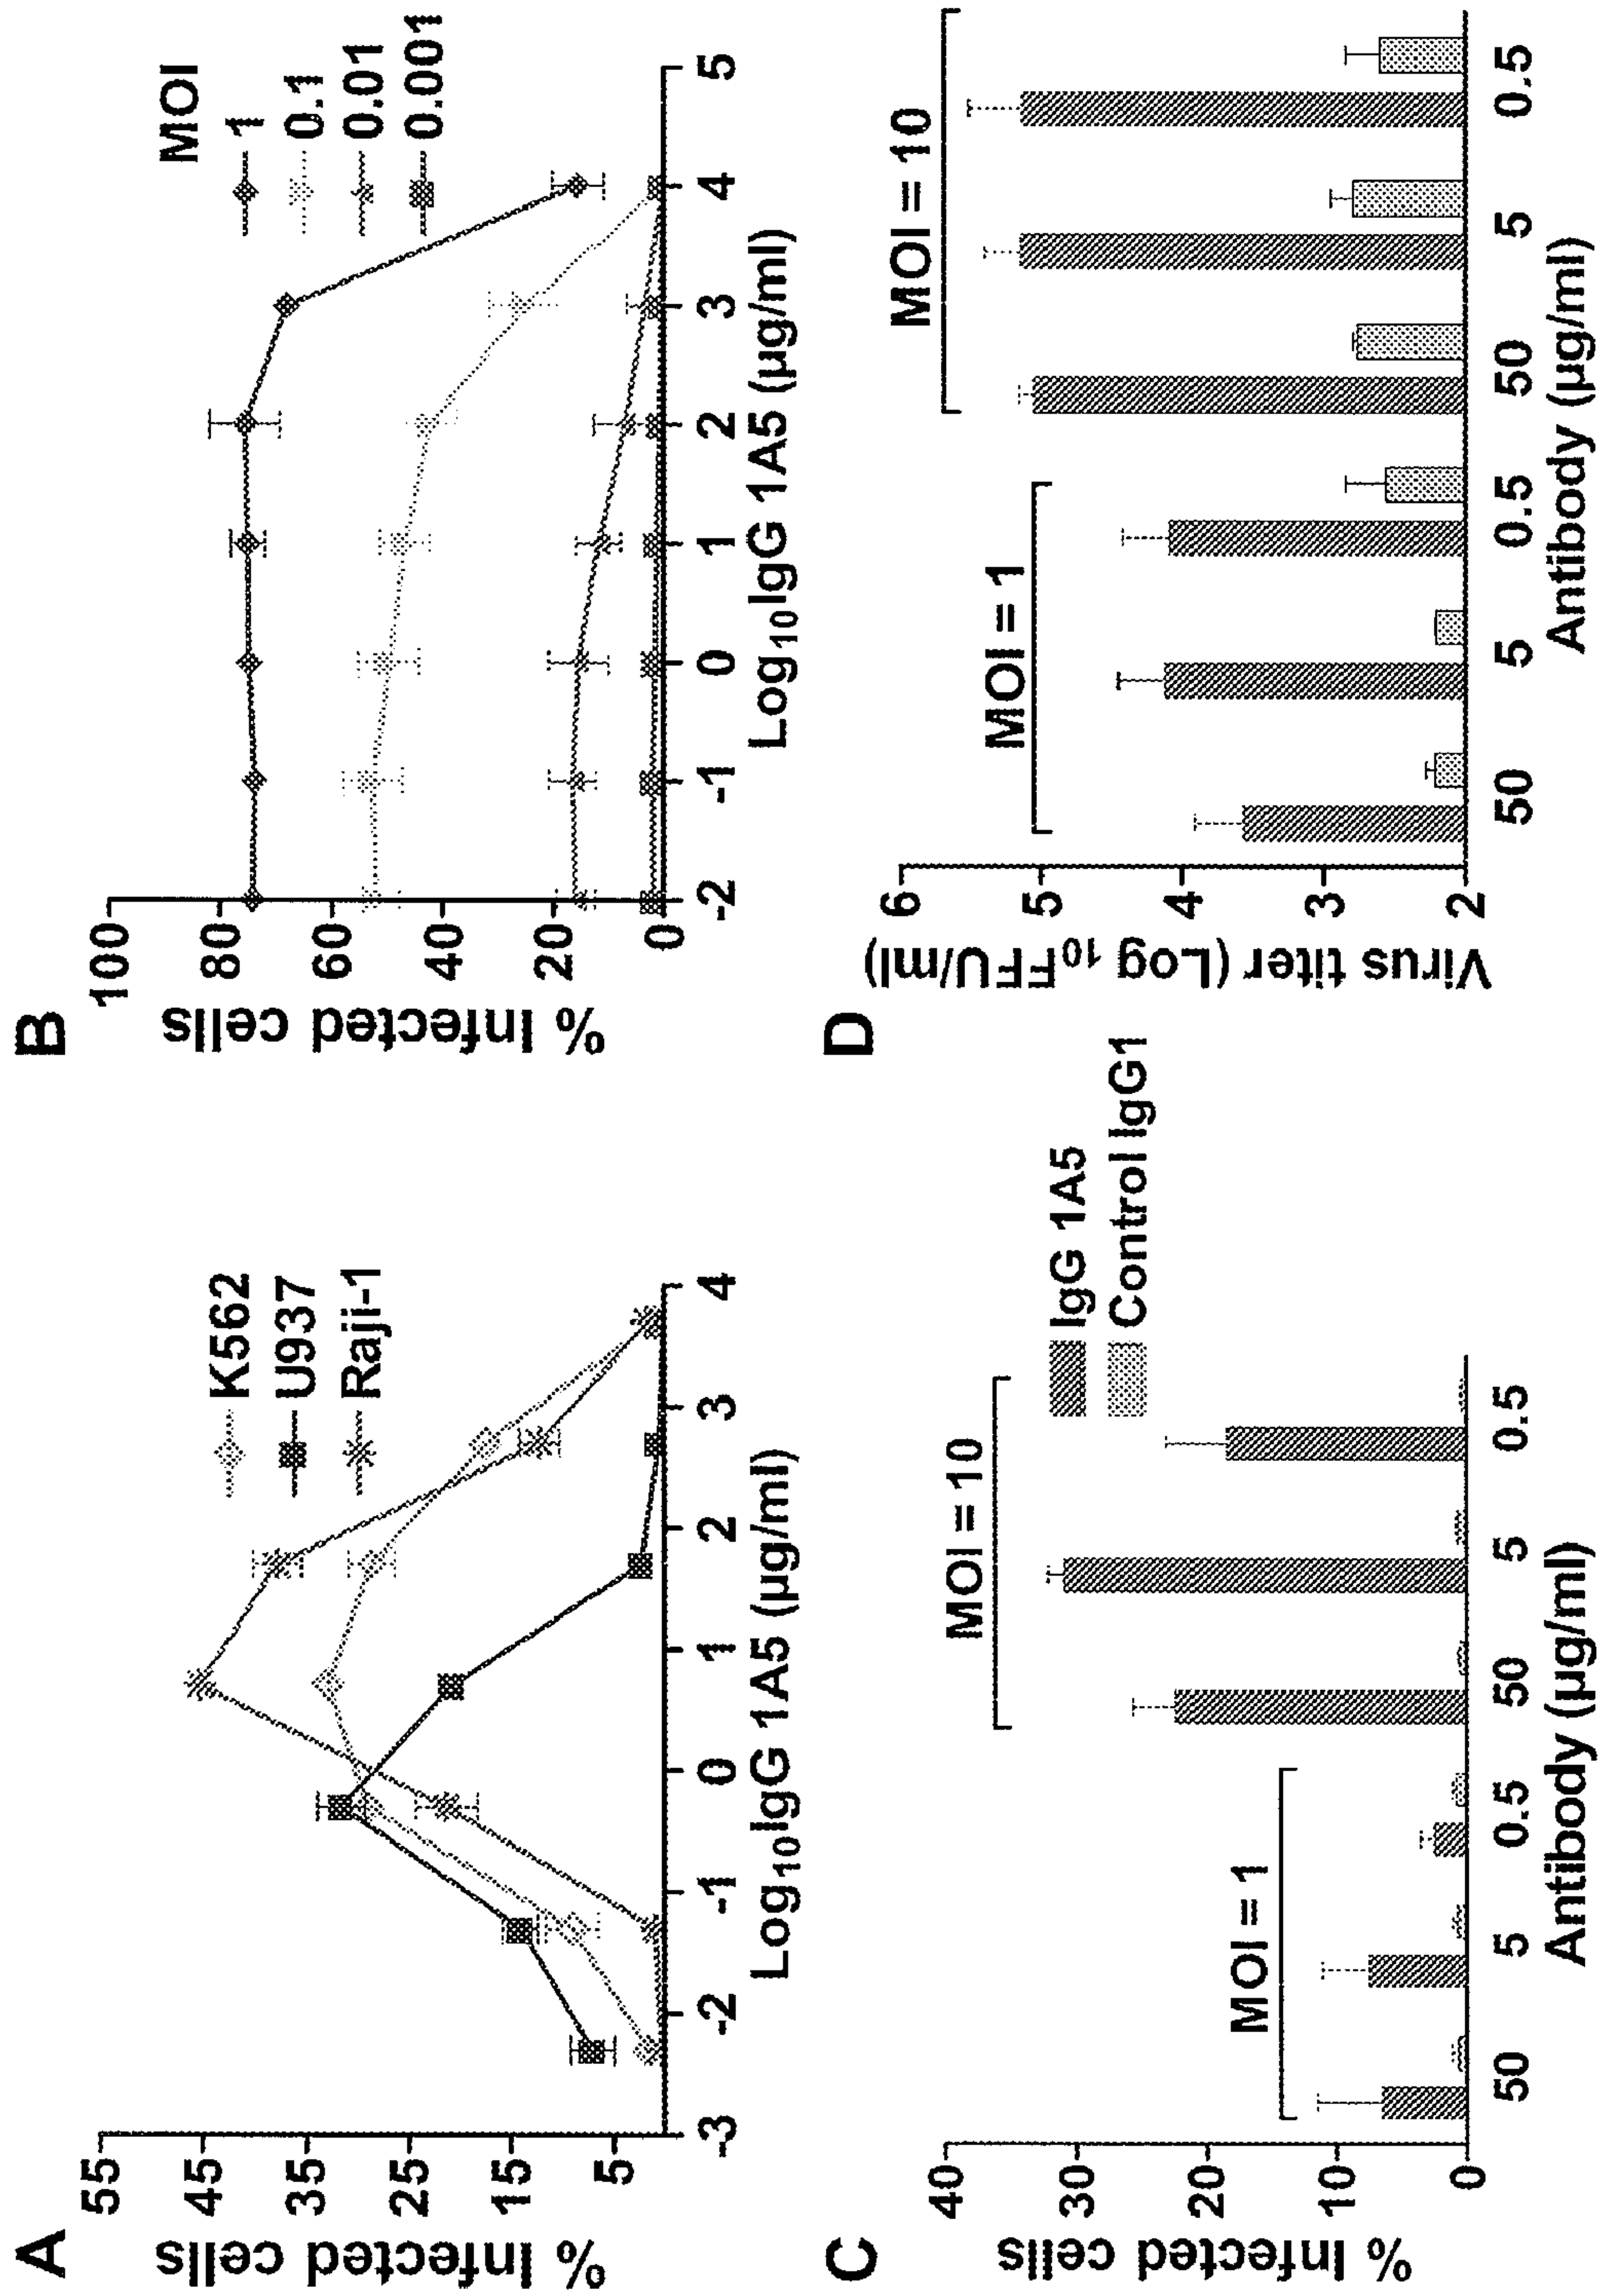 A
% Infected cells
55
45
35
25
15
5
-3
-2
-1
0
1
2
3
4
Log10IgG 1A5 (µg/ml)
K562
U937
Raji-1
B
% Infected cells
100
80
60
40
20
0
-2
-1
0
1
2
3
4
5
Log10IgG 1A5 (µg/ml)
MOI
1
0.1
0.01
0.001
C
% Infected cells
40
30
20
10
0
MOI = 1
MOI = 10
50
5
0.5
50
5
0.5
Antibody (µg/ml)
IgG 1A5
Control IgG1
D
Virus titer (Log 10FFU/ml)
6
5
4
3
2
MOI = 1
MOI = 10
50
5
0.5
50
5
0.5
Antibody (µg/ml)